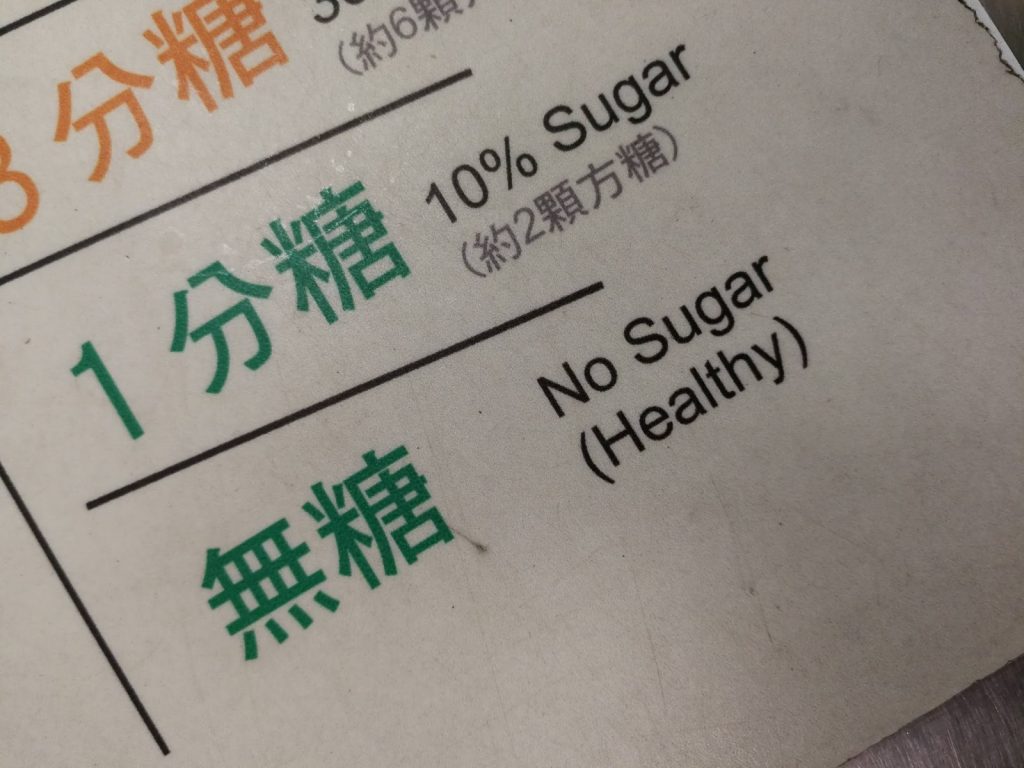 3分糖
(約6顆
1分糖 10% Sugar
(約2顆方糖)
無糖 No Sugar
(Healthy)